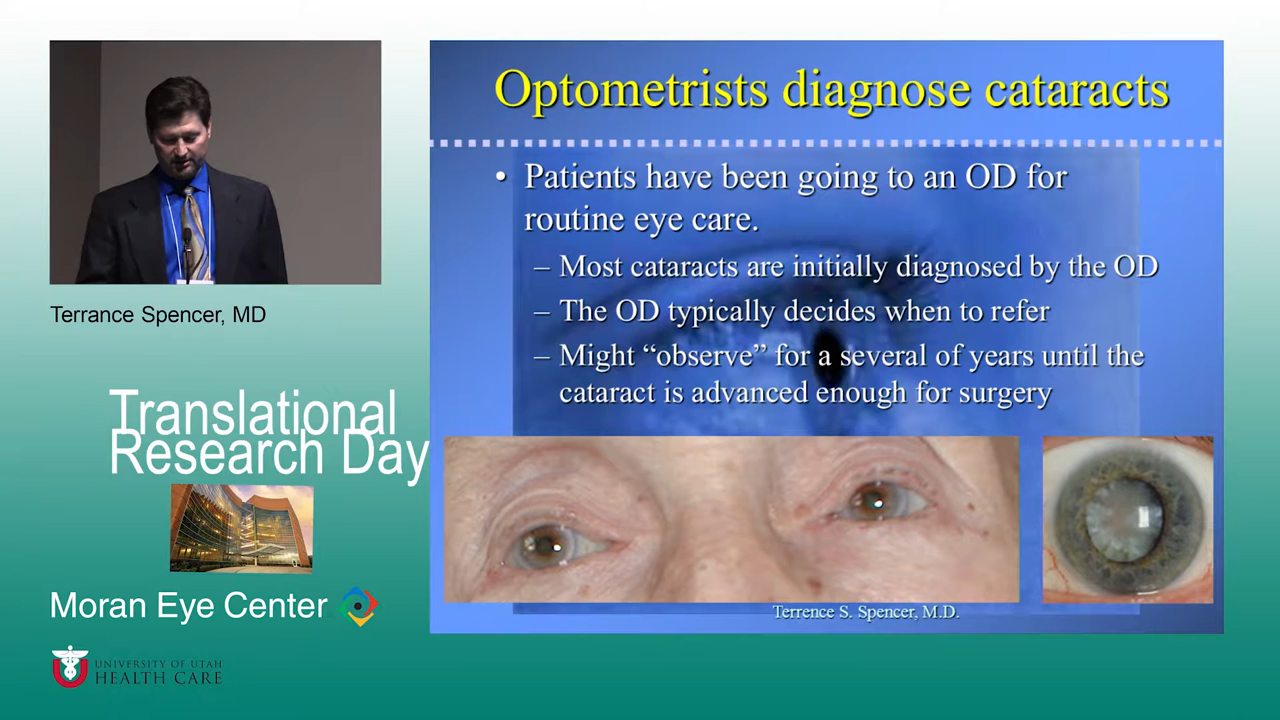 Terrance Spencer, MD
Translational
Research Day
Moran Eye Center
UNIVERSITY OF UTAH
HEALTH CARE
Optometrists diagnose cataracts
• Patients have been going to an OD for
routine eye care.
– Most cataracts are initially diagnosed by the OD
– The OD typically decides when to refer
– Might “observe” for a several of years until the
cataract is advanced enough for surgery
Terrence S. Spencer, M.D.